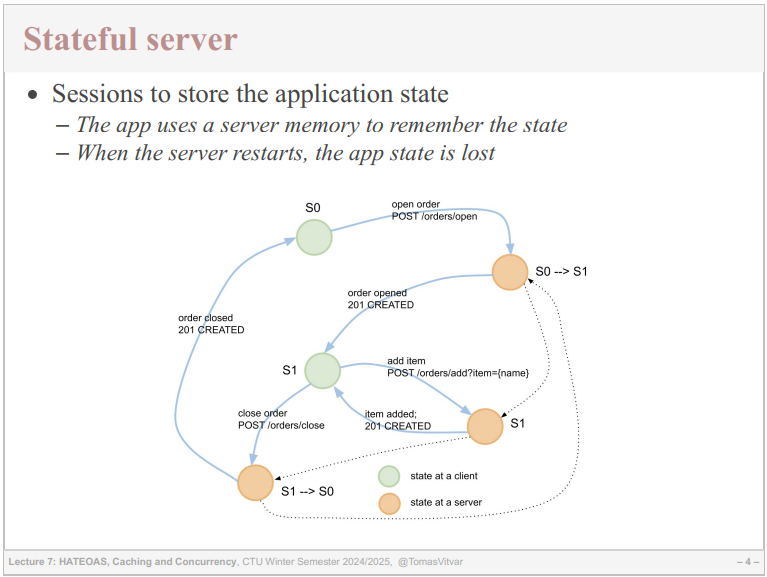 Stateful server
• Sessions to store the application state
– The app uses a server memory to remember the state
– When the server restarts, the app state is lost
S0
open order
POST /orders/open
S0 --> S1
order opened
201 CREATED
order closed
201 CREATED
S1
add item
POST /orders/add?item={name}
close order
POST /orders/close
item added;
201 CREATED
S1
S1 --> S0
state at a client
state at a server
Lecture 7: HATEOAS, Caching and Concurrency, CTU Winter Semester 2024/2025, @TomasVitvar
– 4 –